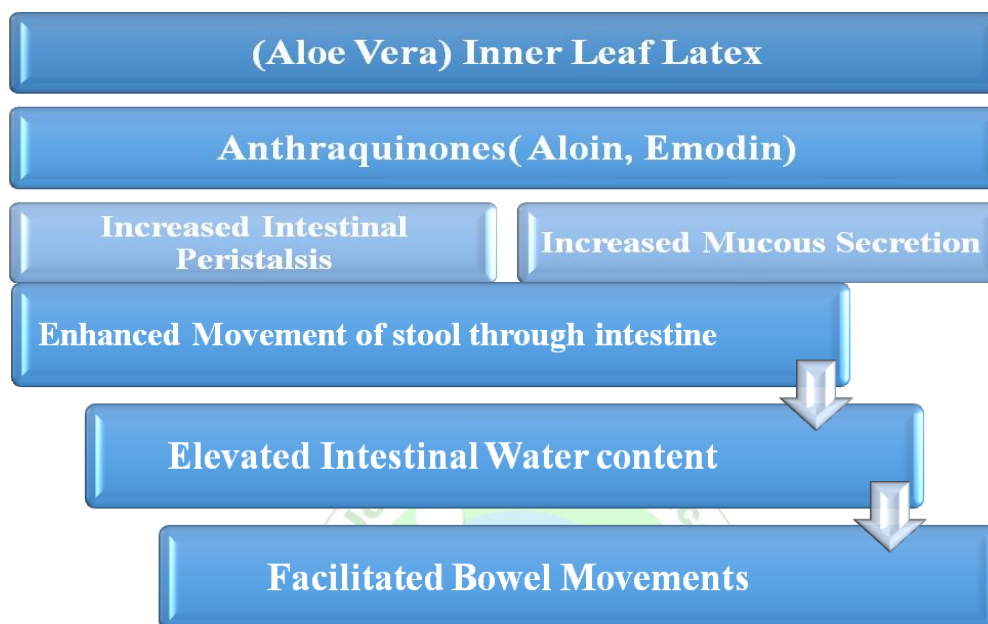 (Aloe Vera) Inner Leaf Latex
Anthraquinones( Aloin, Emodin)
Increased Intestinal
Peristalsis
Increased Mucous Secretion
Enhanced Movement of stool through intestine
Elevated Intestinal Water content
Facilitated Bowel Movements